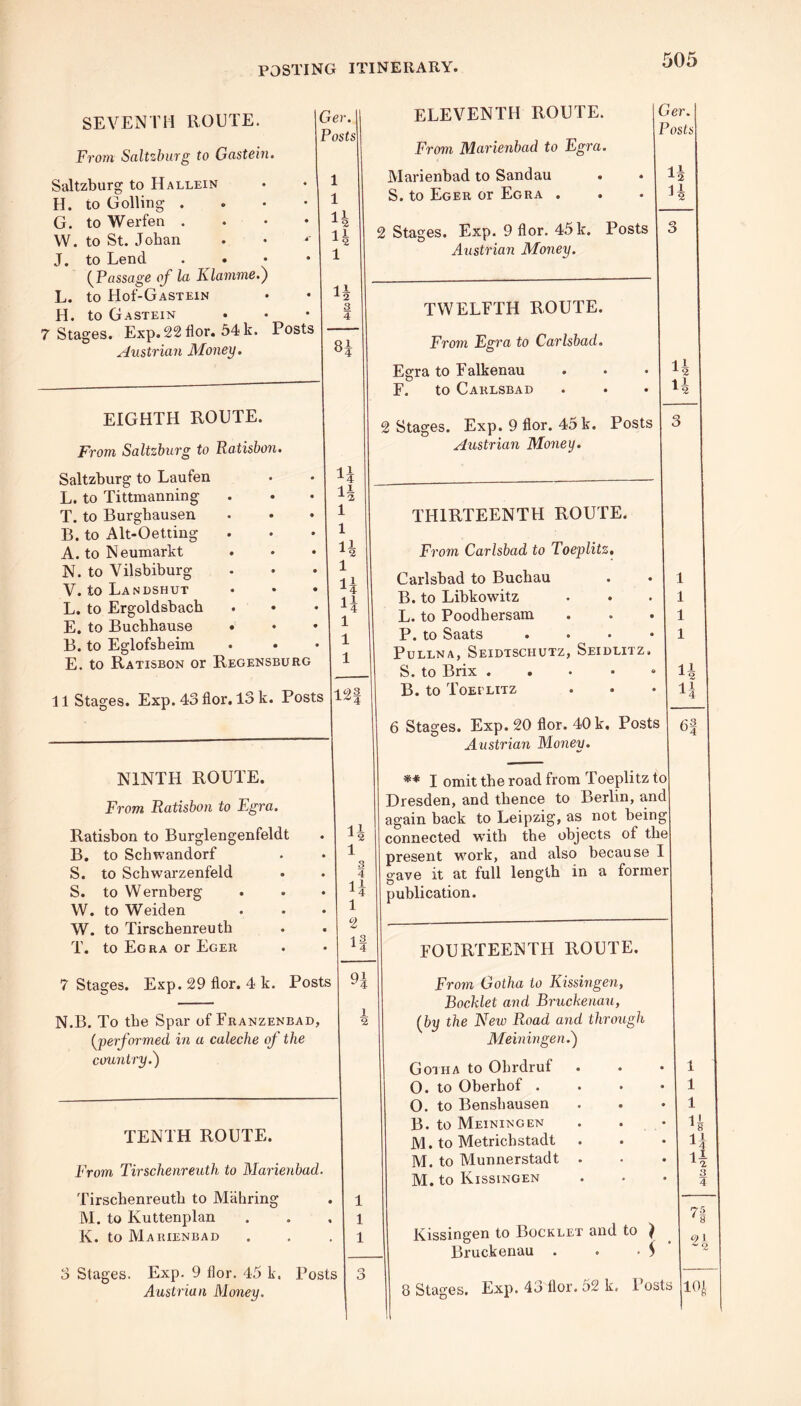 POSTING ITINERARY.
505
SEVENTH ROUTE.
Ger. Posts
From Saltzburg to Gastein.
Saltzburg to HALLEIN . . 1
H. to Golling . . . . 1
G. to Werfen . . . . 1½
W. to St. Johan . . . 1½
J. to Lend . . . . 1
(Passage of la Klamme.)
L. to Hof-GASTEIN . . 1½
H. to GASTEIN . . . ¾
7 Stages. Exp. 22 flor. 54 k. Posts 8¼
Austrian Money.
EIGHTH ROUTE.
From Saltzburg to Ratisbon.
Saltzburg to Laufen . . 1¼
L. to Tittmanning . . . 1½
T. to Burghausen . . . 1
B. to Alt-Oetting . . . 1
A. to Neumarkt . . . 1½
N. to Vilsbiburg . . . 1
V. to LANDSHUT . . . 1¼
L. to Ergoldsbach . . . 1¼
E. to Buchhause . . . 1
B. to Eglofsheim . . . 1
E. to RATISBON or REGENSBURG 1
11 Stages. Exp. 43 flor. 13 k. Posts 12¾
NINTH ROUTE.
From Ratisbon to Egra.
Ratisbon to Burglengenfeldt . 1½
B. to Schwandorf . . 1
S. to Schwarzenfeld . . ¾
S. to Wernberg . . . 1¼
W. to Weiden . . . 1
W. to Tirschenreuth . . 2
T. to EGRA or EGER . . 1¾
7 Stages. Exp. 29 flor. 4 k. Posts 9¼
N.B. To the Spar of FRANZENBAD, ½
(performed in a caleche of the
country.)
TENTH ROUTE.
From Tirschenreuth to Marienbad.
Tirschenreuth to Mähring . 1
M. to Kuttenplan . . . 1
K. to MARIENBAD . . . 1
3 Stages. Exp. 9 flor. 45 k. Posts 3
Austrian Money.
ELEVENTH ROUTE.
Ger. Posts
From Marienbad to Egra.
Marienbad to Sandau . . 1½
S. to EGER or EGRA . . . 1½
2 Stages. Exp. 9 flor. 45 k. Posts 3
Austrian Money.
TWELFTH ROUTE.
From Egra to Carlsbad.
Egra to Falkenau . . . 1½
F. to CARLSBAD . . . 1½
2 Stages. Exp. 9 flor. 45 k. Posts 3
Austrian Money.
THIRTEENTH ROUTE.
From Carlsbad to Toeplitz.
Carlsbad to Buchau . . 1
B. to Libkowitz . . . 1
L. to Poodhersam . . . 1
P. to Saats . . . . 1
PULLNA, SEIDTSCHUTZ, SEIDLITZ.
S. to Brix . . . . . 1½
B. to TOEPLITZ . . . 1¼
6 Stages. Exp. 20 flor. 40 k. Posts 6¾
Austrian Money.
** I omit the road from Toeplitz to
Dresden, and thence to Berlin, and
again back to Leipzig, as not being
connected with the objects of the
present work, and also because I
gave it at full length in a former
publication.
FOURTEENTH ROUTE.
From Gotha to Kissingen,
Bocklet and Bruckenau,
(by the New Road and through
Meiningen.)
GOTHA to Ohrdruf . . . 1
O. to Oberhof . . . . 1
O. to Benshausen . . . 1
B. to MEININGEN . . . 1⅛
M. to Metrichstadt . . . 1¼
M. to Munnerstadt . . . 1½
M. to KISSINGEN . . . ¾
7⅝
Kissingen to BOCKLET and to }
Bruckenau . . . } 2½
8 Stages. Exp. 43 flor. 52 k. Posts 10⅛